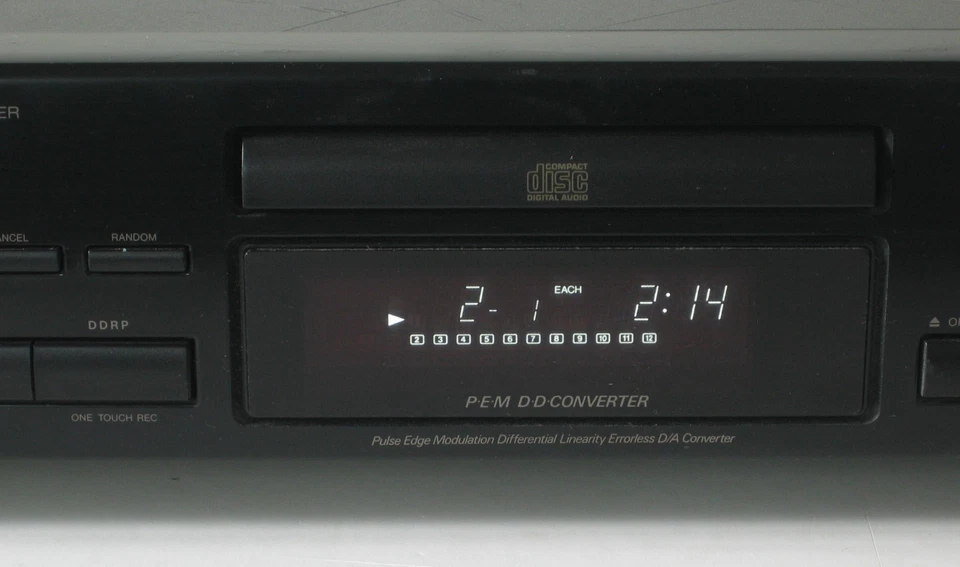 ER
COMPACT
disc
DIGITAL AUDIO
ANCEL
RANDOM
EACH
2- 1 2:14
2 3 4 5 6 7 8 9 10 11 12
DDRP
OP
P·E·M D·D·CONVERTER
ONE TOUCH REC
Pulse Edge Modulation Differential Linearity Errorless D/A Converter